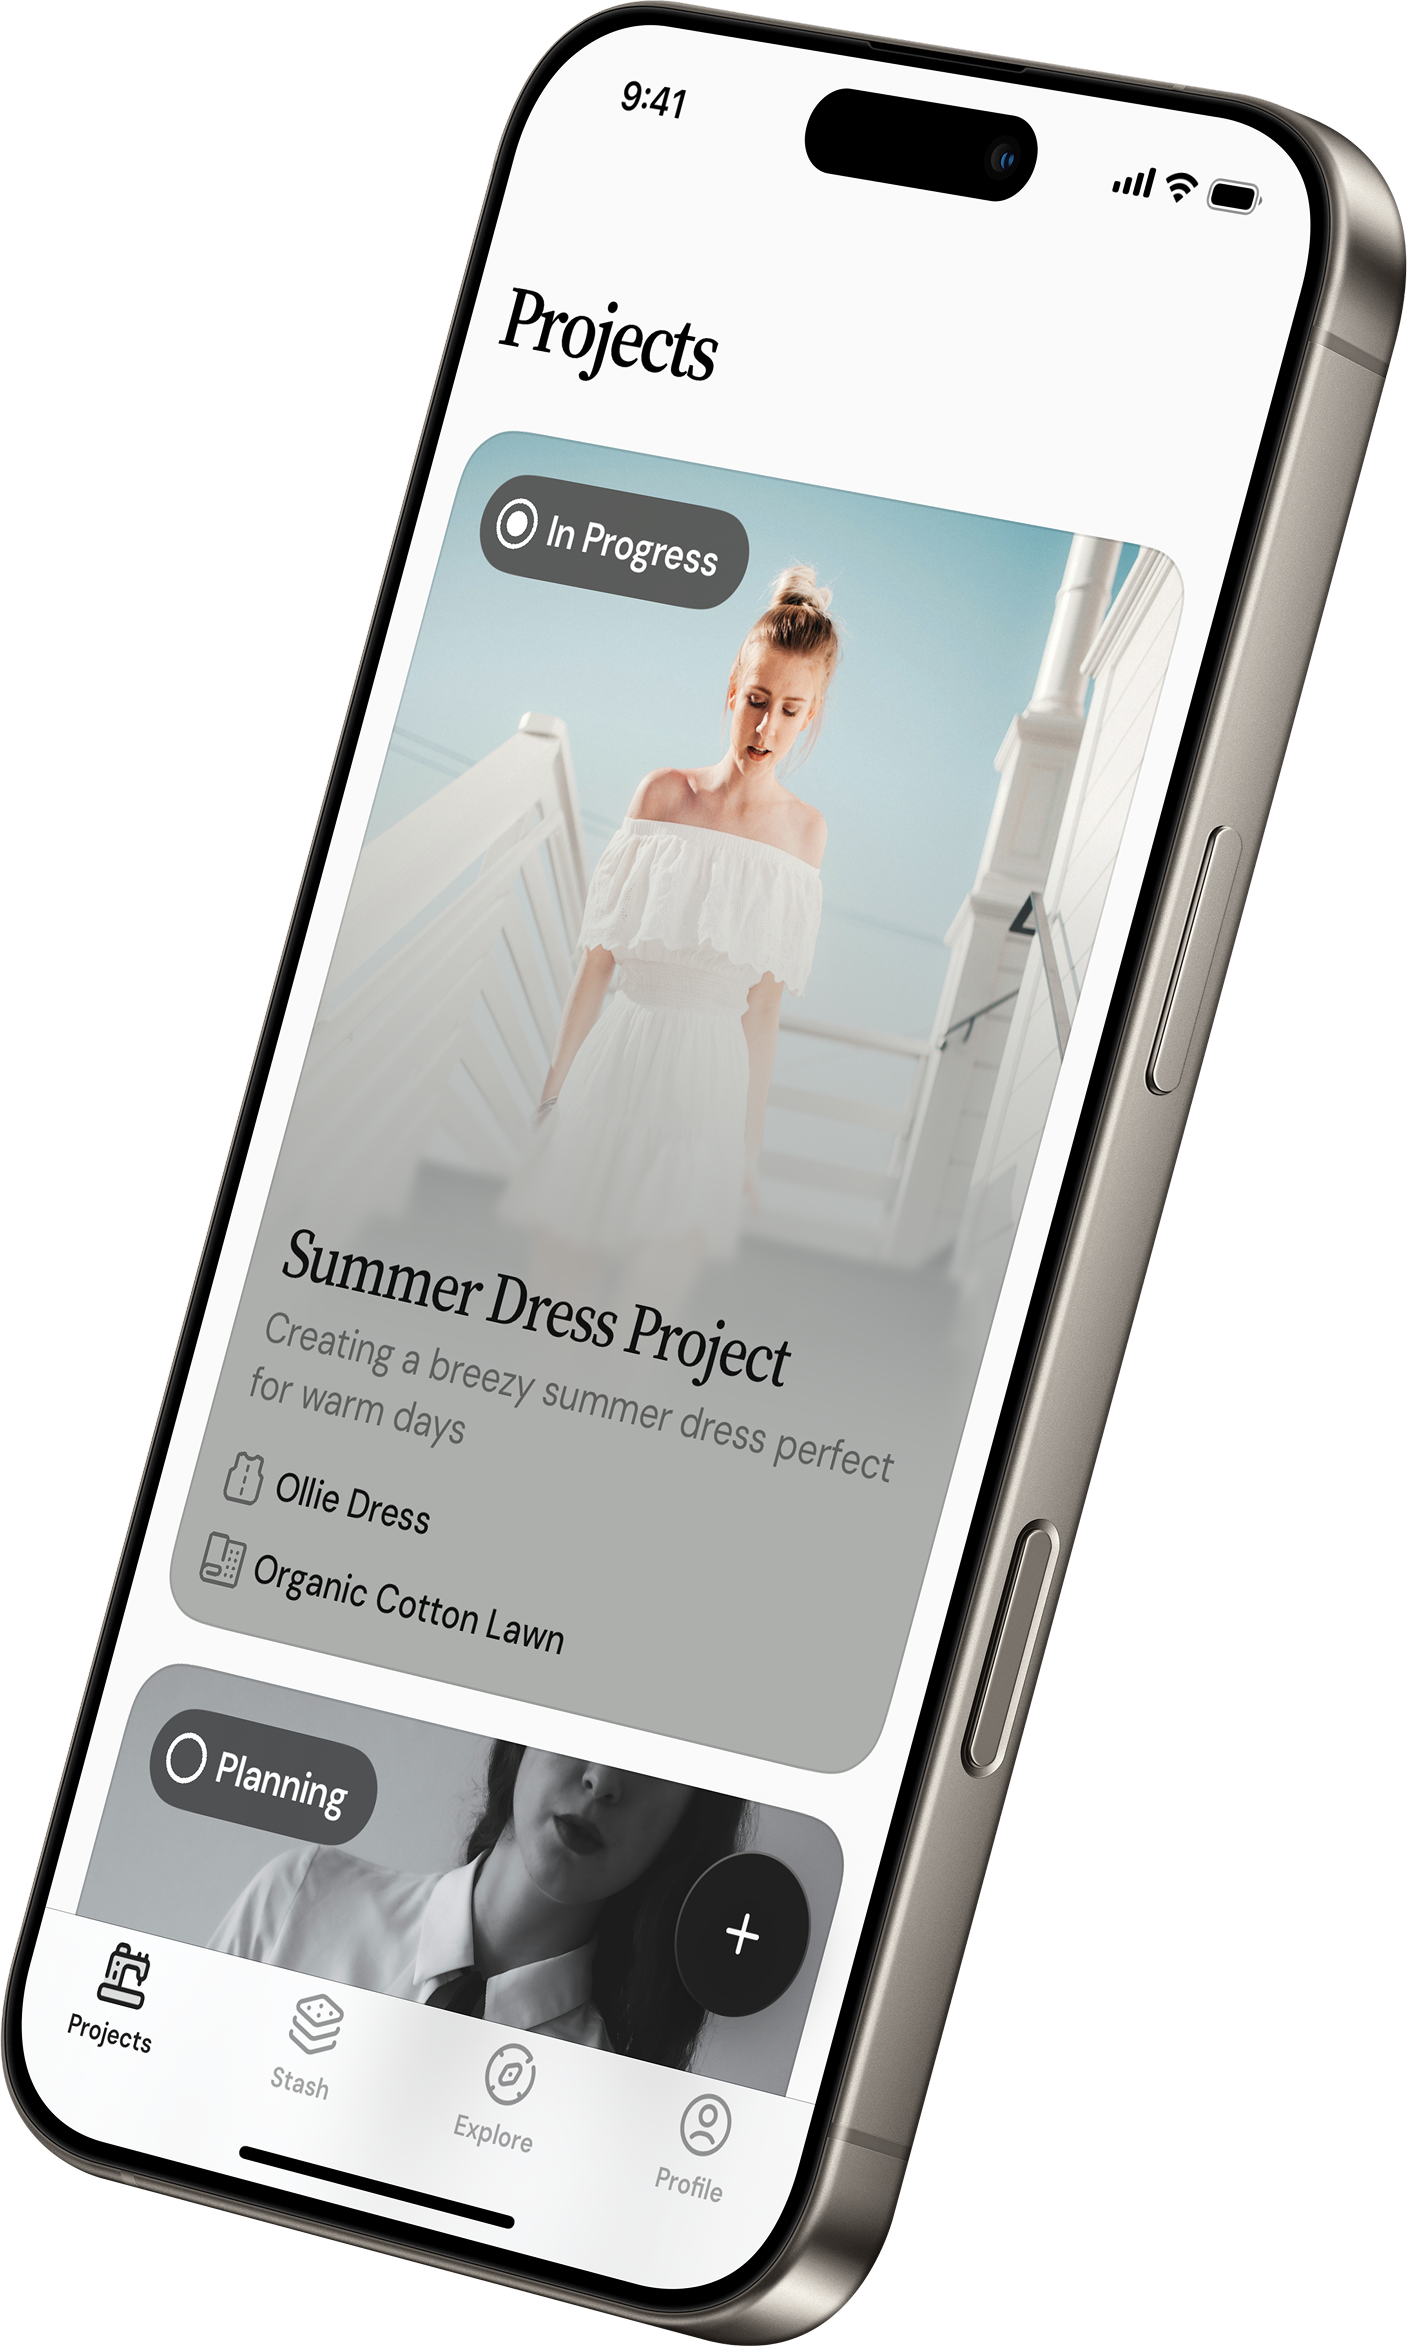 9:41
Projects
In Progress
Summer Dress Project
Creating a breezy summer dress perfect
for warm days
Ollie Dress
Organic Cotton Lawn
Planning
Projects
Stash
Explore
Profile